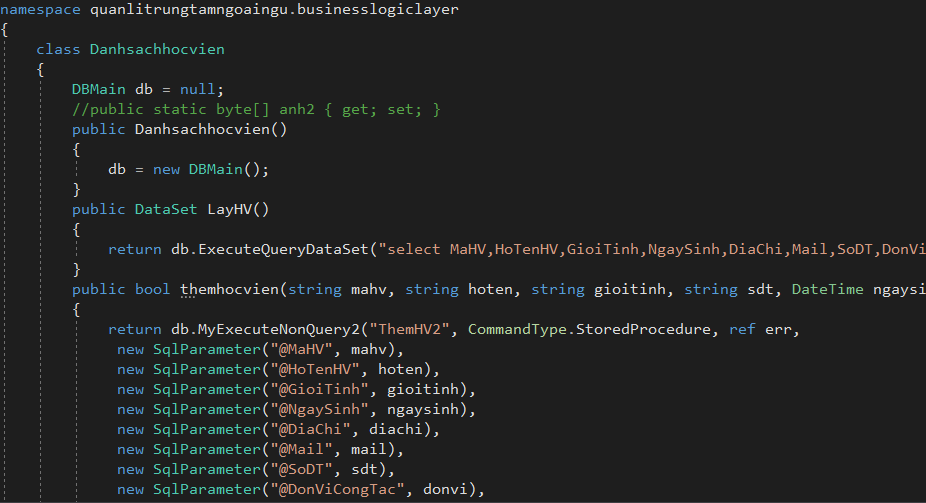 namespace quanlitrungtamngoaingu.businesslogiclayer
{
class Danhsachhocvien
{
DBMain db = null;
//public static byte[] anh2 { get; set; }
public Danhsachhocvien()
{
db = new DBMain();
}
public DataSet LayHV()
{
return db.ExecuteQueryDataSet("select MaHV,HoTenHV,GioiTinh,NgaySinh,DiaChi,Mail,SoDT,DonVi
}
public bool themhocvien(string mahv, string hoten, string gioitinh, string sdt, DateTime ngaysi
{
return db.MyExecuteNonQuery2("ThemHV2", CommandType.StoredProcedure, ref err,
new SqlParameter("@MaHV", mahv),
new SqlParameter("@HoTenHV", hoten),
new SqlParameter("@GioiTinh", gioitinh),
new SqlParameter("@NgaySinh", ngaysinh),
new SqlParameter("@DiaChi", diachi),
new SqlParameter("@Mail", mail),
new SqlParameter("@SoDT", sdt),
new SqlParameter("@DonViCongTac", donvi),